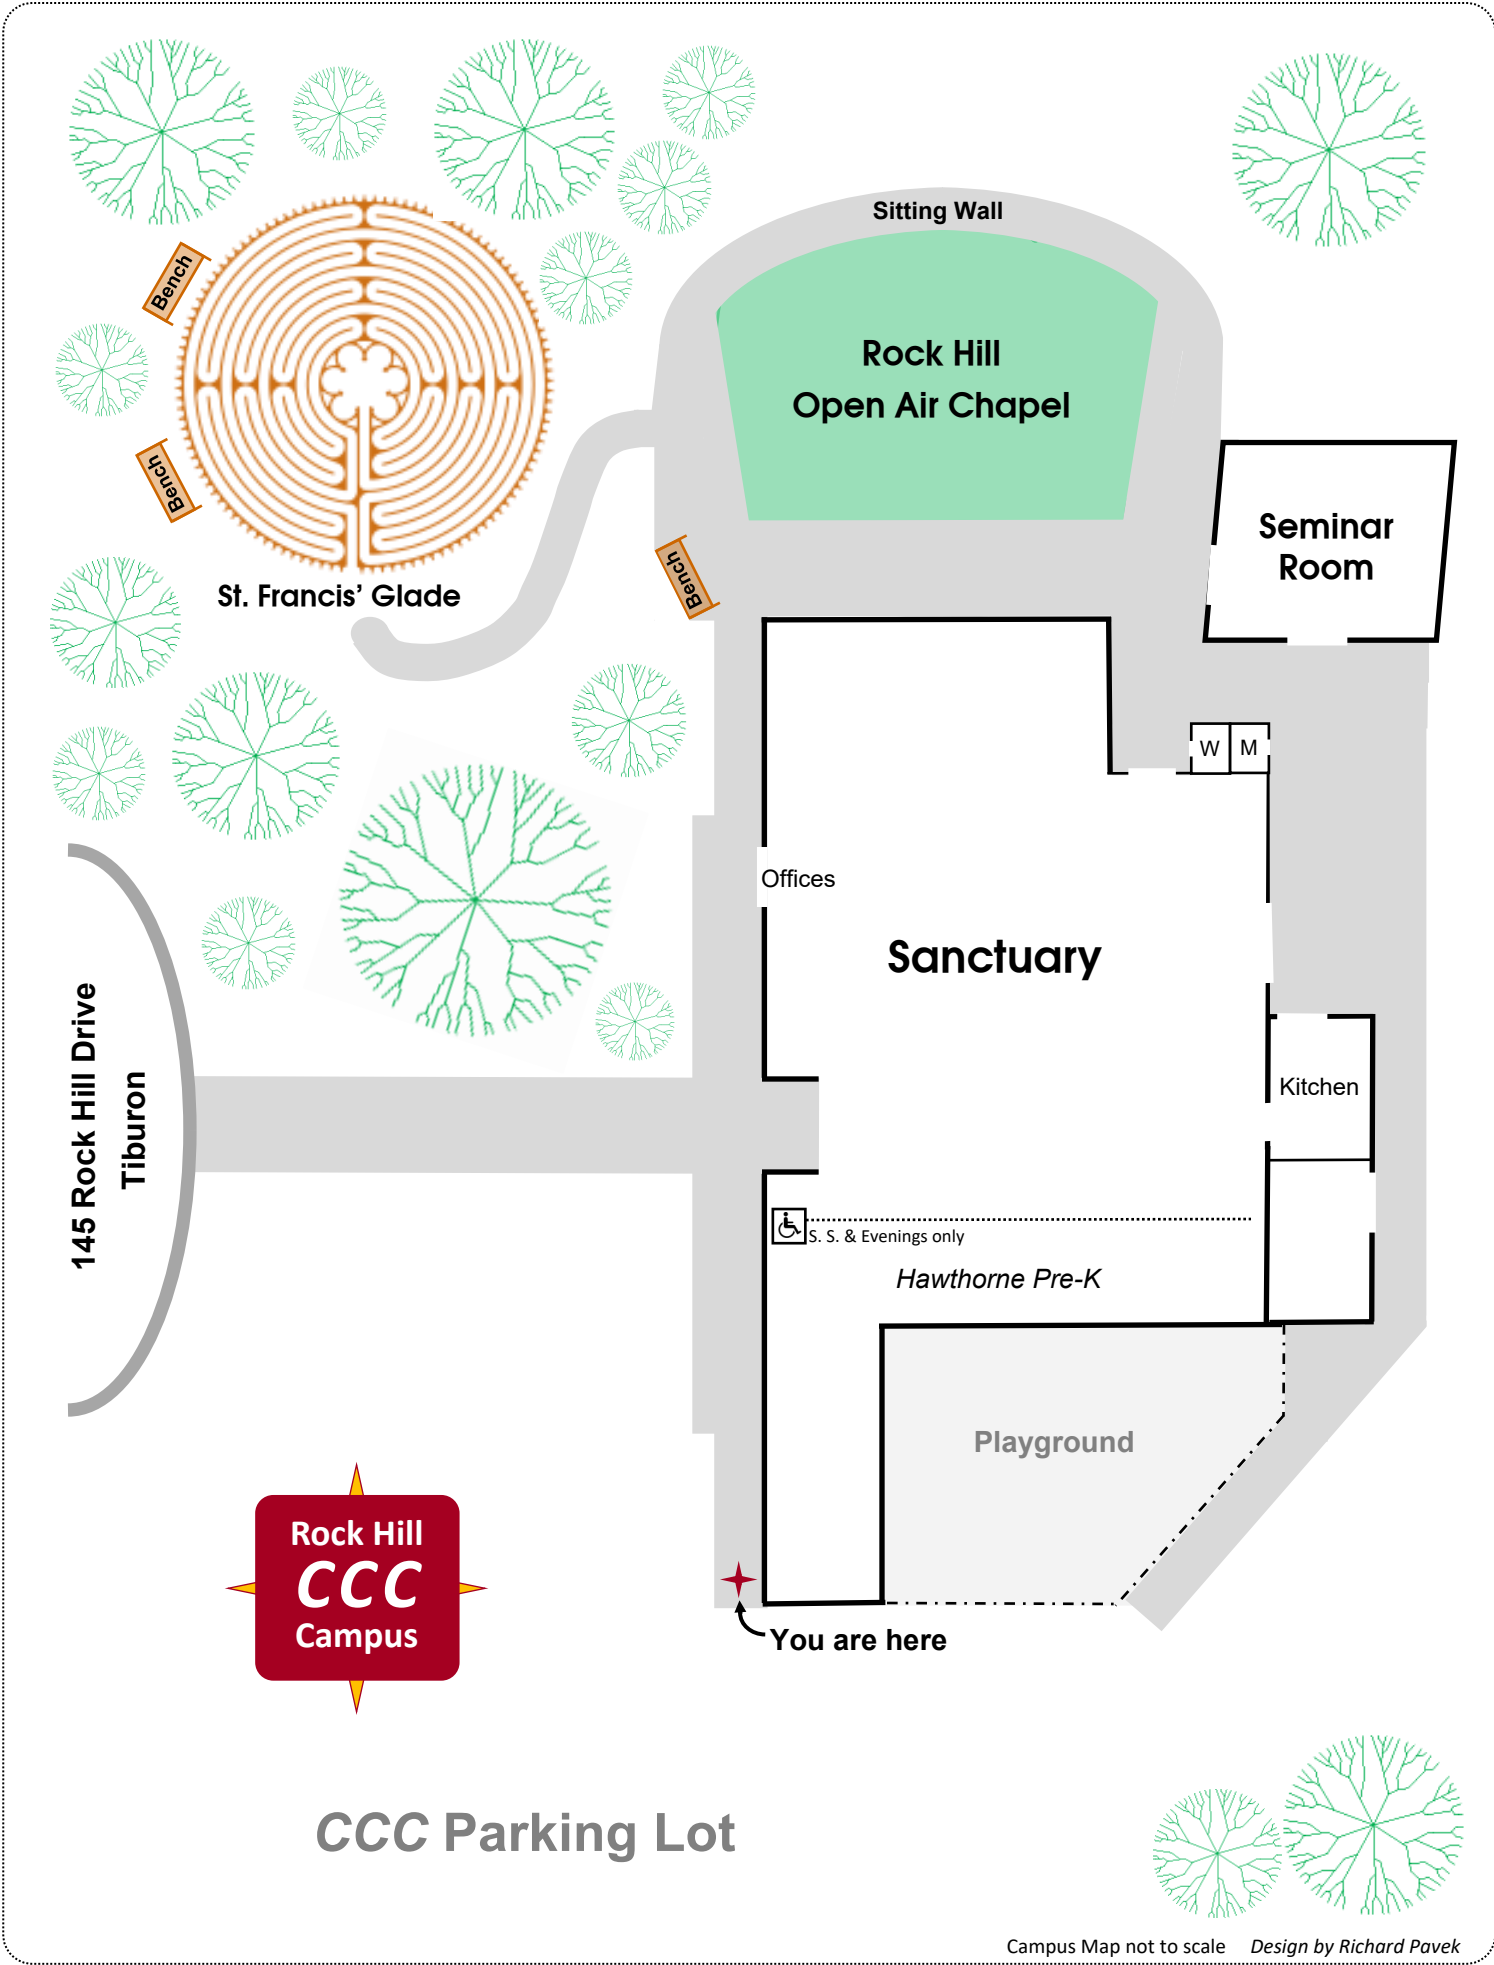 Sitting Wall
Bench
Rock Hill
Open Air Chapel
Bench
Seminar
Room
Bench
St. Francis’ Glade
W
M
Offices
Sanctuary
145 Rock Hill Drive
Tiburon
Kitchen
S. S. & Evenings only
Hawthorne Pre-K
Playground
Rock Hill
CCC
Campus
You are here
CCC Parking Lot
Campus Map not to scale Design by Richard Pavek